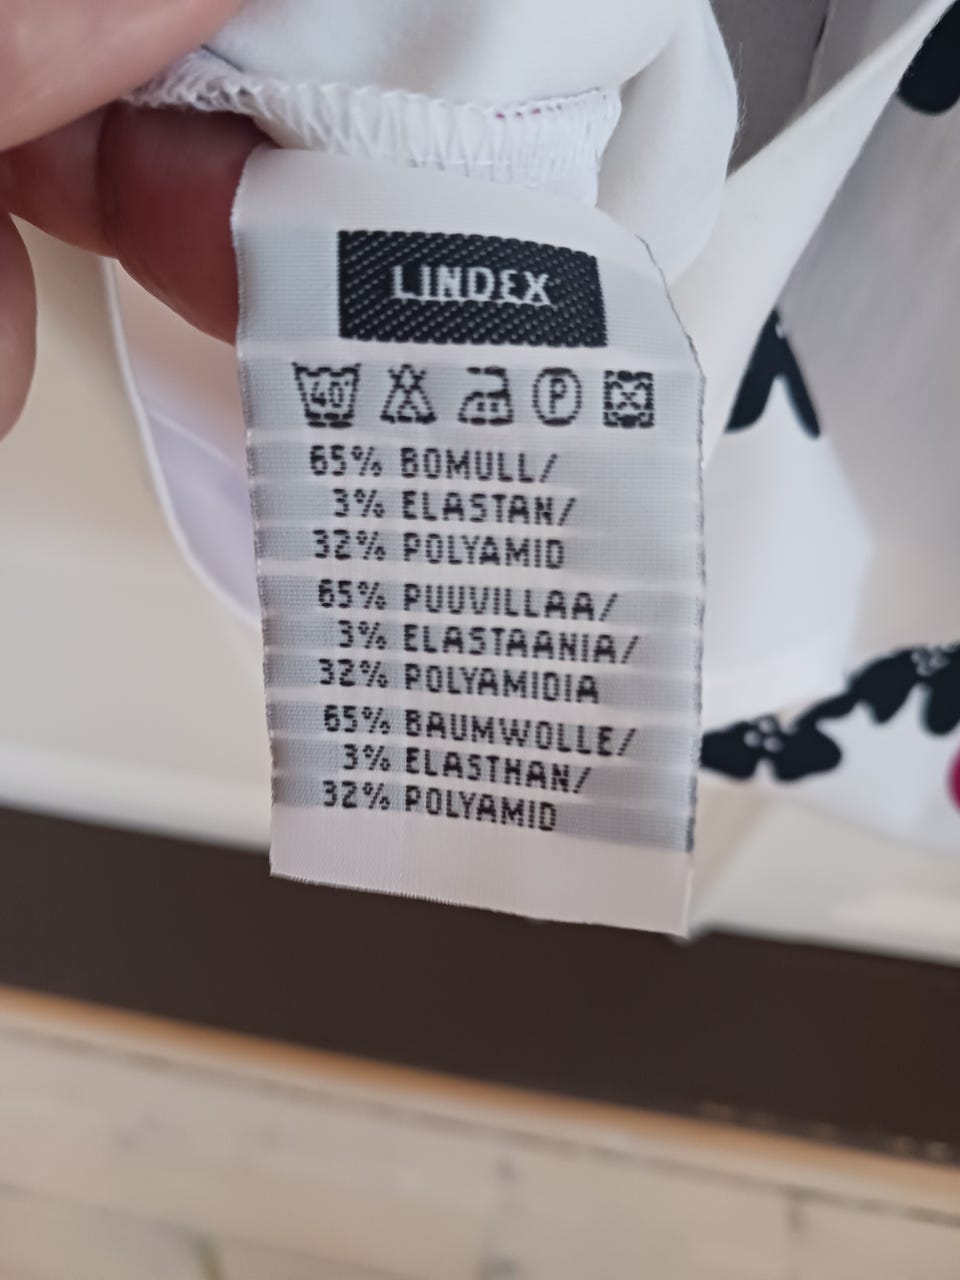 LINDEX
40° P
65% BOMULL/
3% ELASTAN/
32% POLYAMID
65% PUUVILLAA/
3% ELASTAANIA/
32% POLYAMIDIA
65% BAUMWOLLE/
3% ELASTHAN/
32% POLYAMID